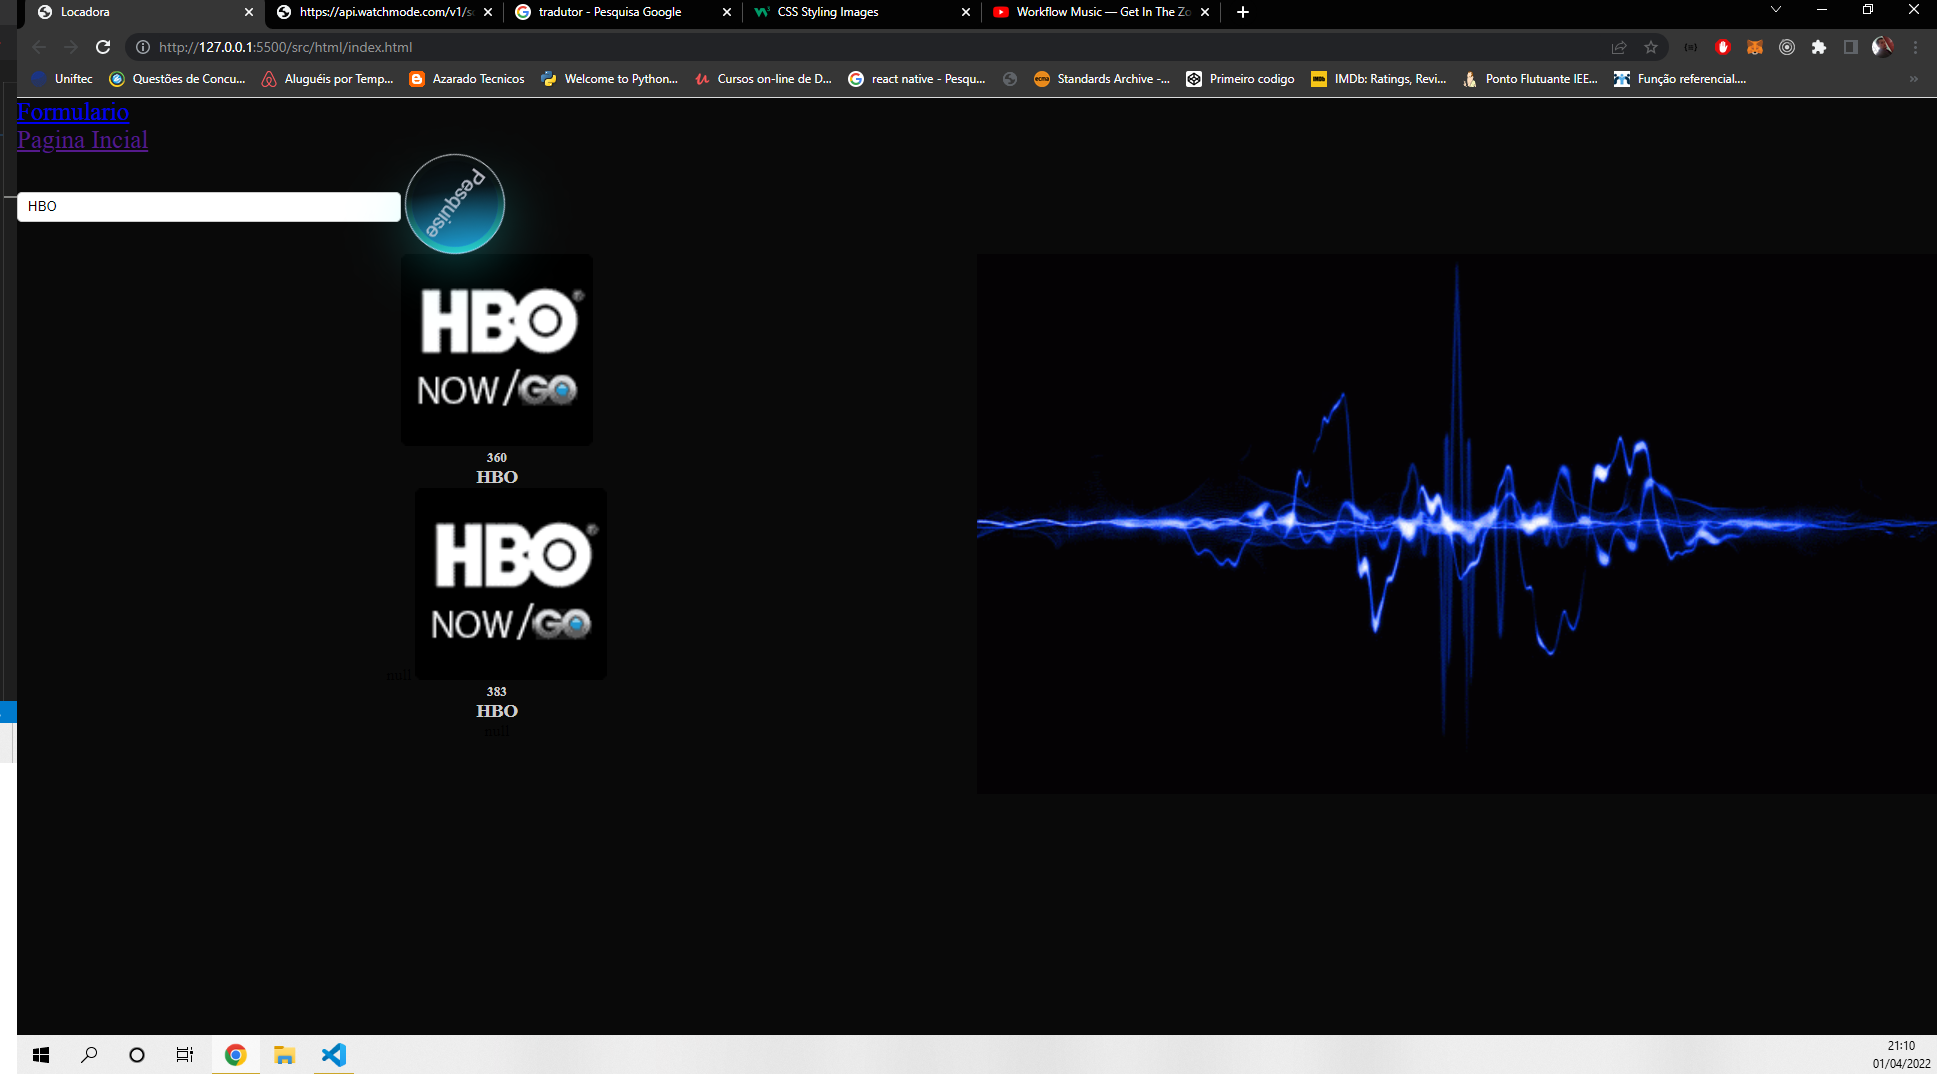 Locadora
https://api.watchmode.com/v1/s
tradutor - Pesquisa Google
CSS Styling Images
Workflow Music — Get In The Zo
http://127.0.0.1:5500/src/html/index.html
Uniftec
Questões de Concu...
Aluguéis por Temp...
Azarado Tecnicos
Welcome to Python...
Cursos on-line de D...
react native - Pesqu...
Standards Archive -...
Primeiro codigo
IMDb: Ratings, Revi...
Ponto Flutuante IEE...
Função referencial....
Formulario
Pagina Incial
HBO
Pesquise
HBO®
NOW/GO
360
HBO
HBO®
NOW/GO
null
383
HBO
null
21:10
01/04/2022